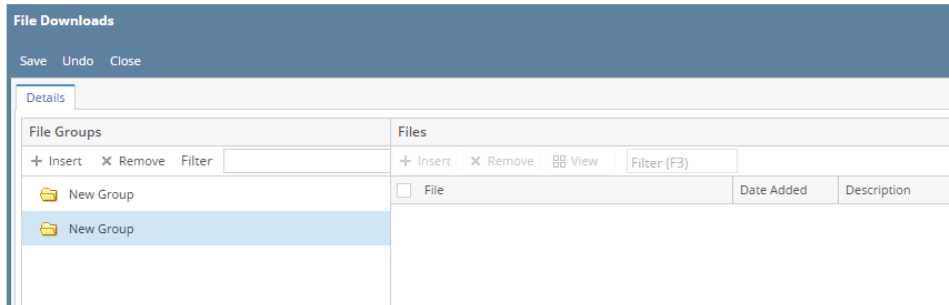 File Downloads
Save Undo Close
Details
File Groups Files
Insert Remove Filter Insert Remove View Filter (F3)
New Group File Date Added Description
New Group